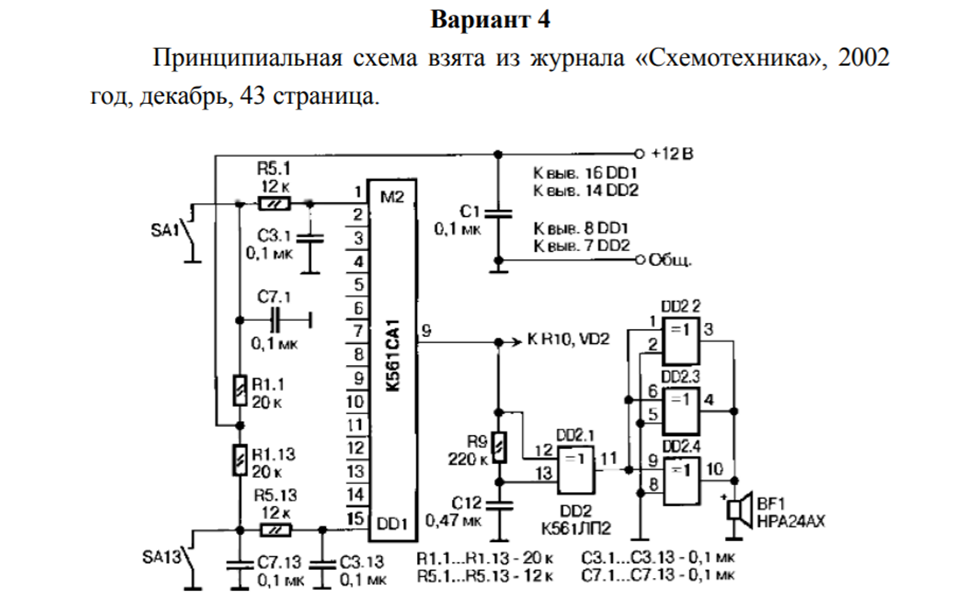 Вариант 4
Принципиальная схема взята из журнала «Схемотехника», 2002
год, декабрь, 43 страница.
+12 В
К выв. 16 DD1
К выв. 14 DD2
C1
0,1 мк
К выв. 8 DD1
К выв. 7 DD2
Общ.
R5.1
12 к
SA1
C3.1
0,1 мк
C7.1
0,1 мк
R1.1
20 к
R1.13
20 к
R5.13
12 к
SA13
C7.13
0,1 мк
C3.13
0,1 мк
1
2
3
4
5
6
7
8
9
10
11
12
13
14
15
M2
К561СА1
DD1
9
К R10, VD2
R9
220 к
C12
0,47 мк
DD2.1
12
13
=1
11
DD2
К561ЛП2
DD2.2
1
2
=1
3
DD2.3
6
5
=1
4
DD2.4
9
8
=1
10
+
BF1
HPA24AX
R1.1...R1.13 - 20 к
C3.1...C3.13 - 0,1 мк
R5.1...R5.13 - 12 к
C7.1...C7.13 - 0,1 мк